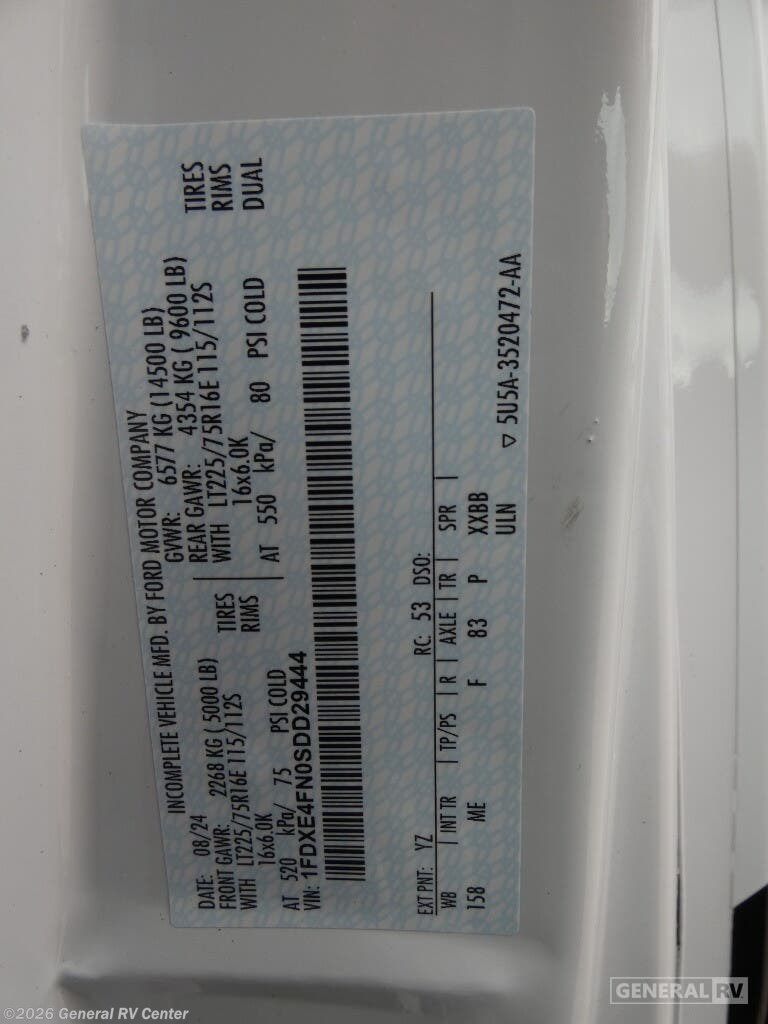 INCOMPLETE VEHICLE MFD. BY FORD MOTOR COMPANY
DATE: 08/24 GVWR: 6577 KG (14500 LB)
FRONT GAWR: 2268 KG (5000 LB) REAR GAWR: 4354 KG ( 9600 LB)
WITH LT225/75R16E 115/112S TIRES WITH LT225/75R16E 115/112S TIRES
16x6.0K RIMS 16x6.0K RIMS
AT 520 kPa/ 75 PSI COLD AT 550 kPa/ 80 PSI COLD DUAL
VIN: 1FDXE4FN0SDD29444
EXT PNT: YZ RC: 53 DSO:
WB INT TR TP/PS R AXLE TR SPR
158 ME F 83 P XXBB
ULN
▽ 5U5A-3520472-AA
©2026 General RV Center
GENERAL RV